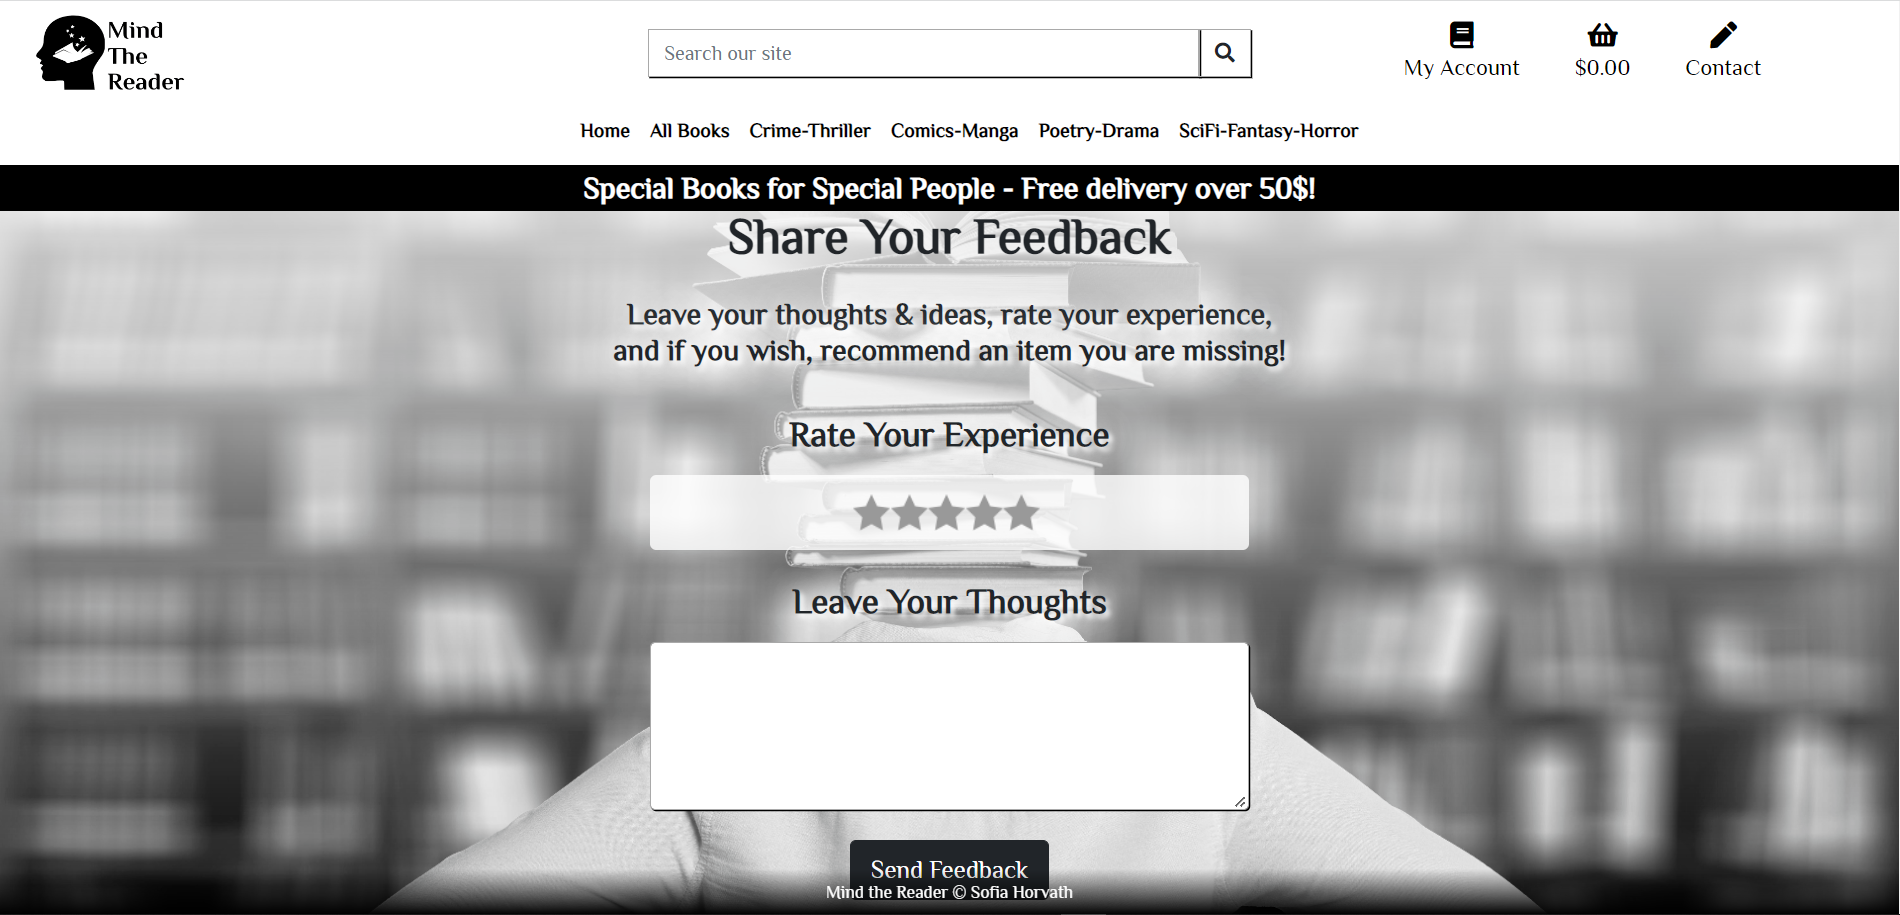 Mind
The
Reader
Search our site
My Account
$0.00
Contact
Home All Books Crime-Thriller Comics-Manga Poetry-Drama SciFi-Fantasy-Horror
Special Books for Special People - Free delivery over 50$!
Share Your Feedback
Leave your thoughts & ideas, rate your experience,
and if you wish, recommend an item you are missing!
Rate Your Experience
Leave Your Thoughts
Send Feedback
Mind the Reader © Sofia Horvath